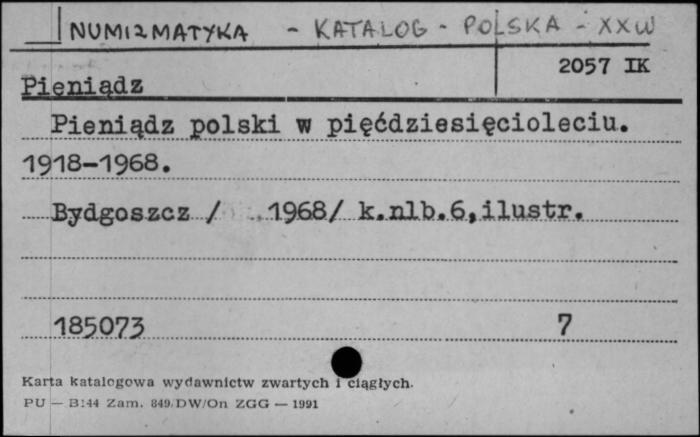 NUMIZMATYKA - KATALOG - POLSKA - XXW
2057 IK
Pieniądz
Pieniądz polski w pięćdziesięcioleciu.
1918-1968.
Bydgoszcz / 1968/ k.nlb.6,ilustr.
185073 7
Karta katalogowa wydawnictw zwartych i ciągłych.
PU — B:44 Zam. 849/DW/On ZGG — 1991